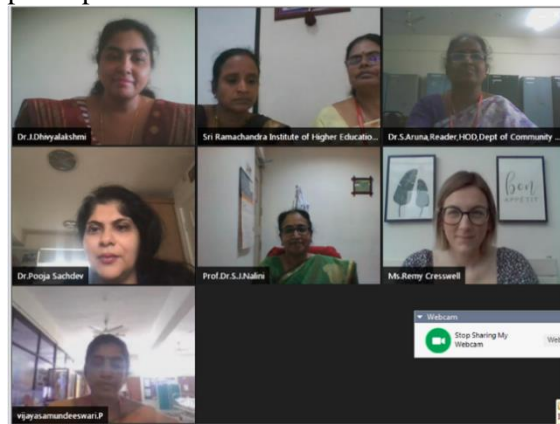 Dr.J.Dhivyalakshmi
Sri Ramachandra Institute of Higher Educatio...
Dr.S.Aruna,Reader,HOD,Dept of Community ...
bon
APPETIT
Dr.Pooja Sachdev
Prof.Dr.S.J.Nalini
Ms.Remy Cresswell
Webcam
Stop Sharing My
Webcam
vijayasamundeeswari.P